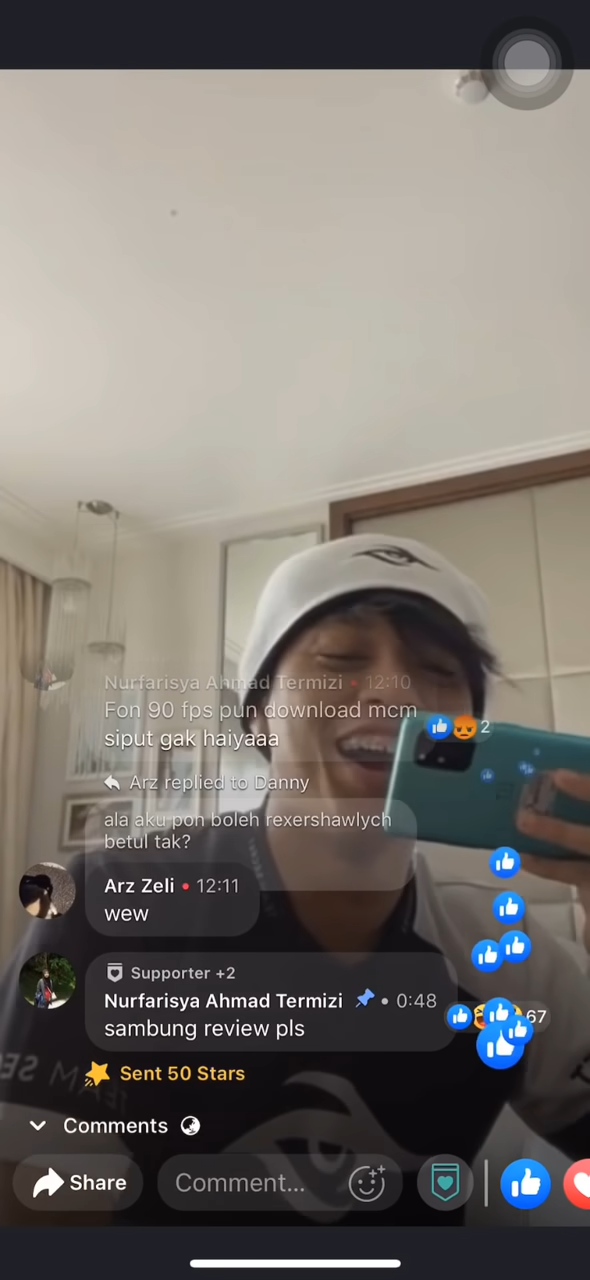 Nurfarisya Ahmad Termizi • 12:10
Fon 90 fps pun download mcm
siput gak haiyaaa
2
Arz replied to Danny
ala aku pon boleh rexershawlych
betul tak?
Arz Zeli • 12:11
wew
Supporter +2
Nurfarisya Ahmad Termizi • 0:48
sambung review pls
67
Sent 50 Stars
Comments
Share
Comment...